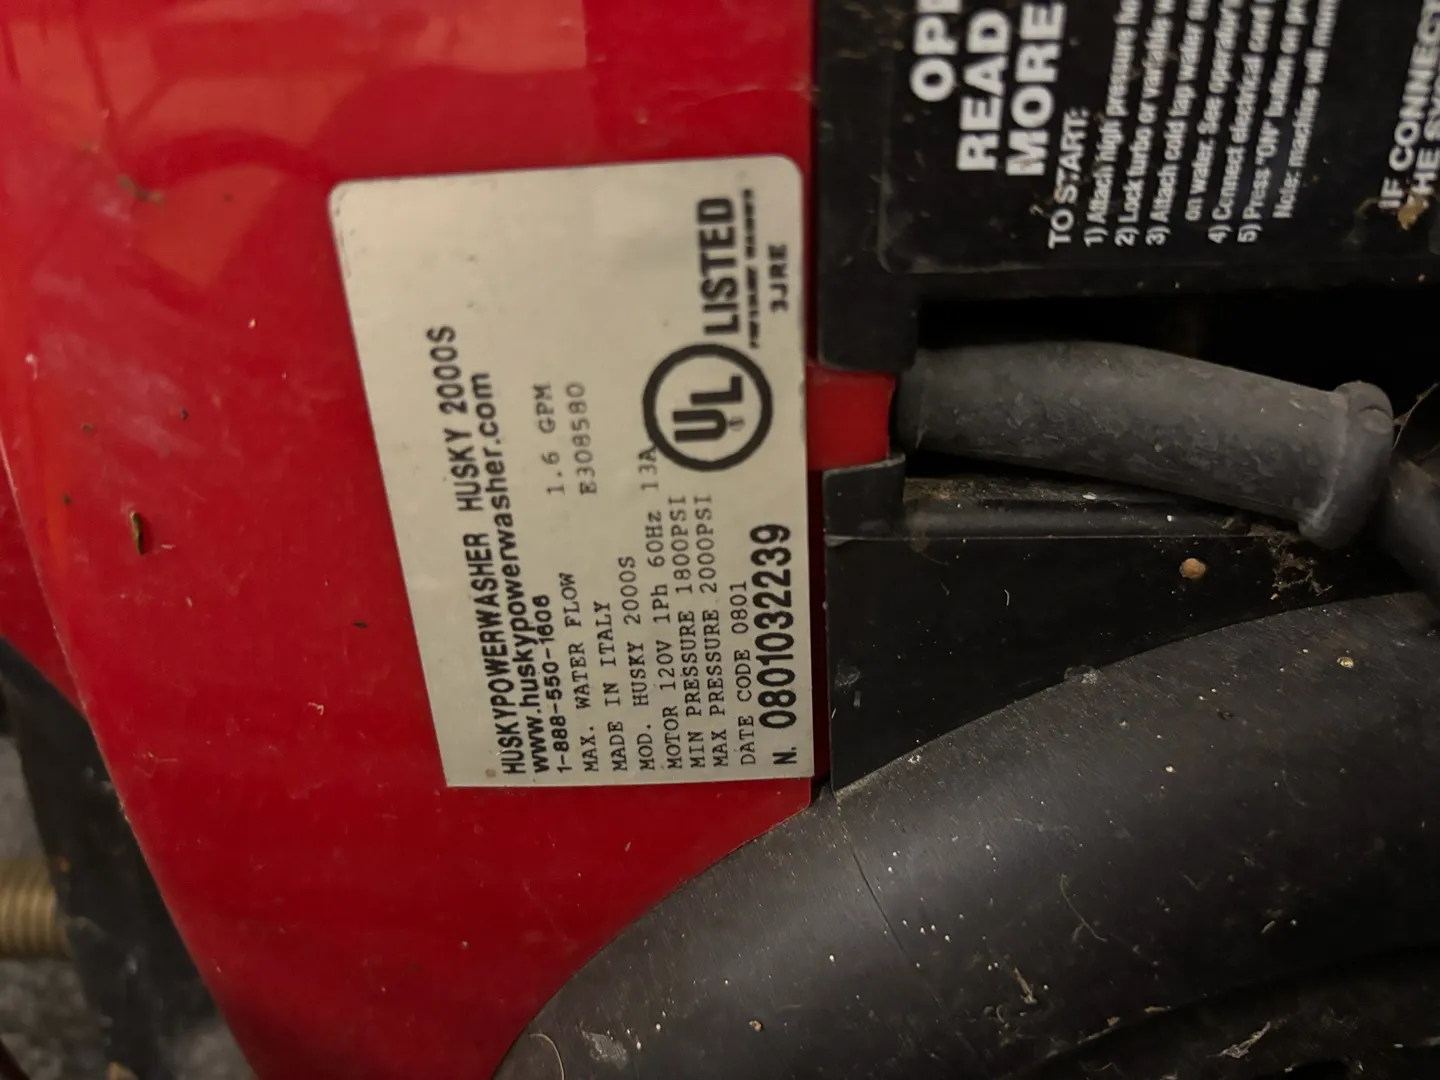 HUSKYPOWERWASHER HUSKY 2000S
www.huskypowerwasher.com
1-888-550-1606
MAX. WATER FLOW 1.6 GPM
MADE IN ITALY E308580
MOD. HUSKY 2000S
MOTOR 120V 1Ph 60Hz 13A
MIN PRESSURE 1800PSI
MAX PRESSURE 2000PSI
DATE CODE 0801
N. 0801032239
UL LISTED
3JRE
OPE
READ
MORE
TO START:
1) Attach high pressure ho
2) Lock turbo or variable w
3) Attach cold tap water su
on water. See operator's
4) Connect electrical cord
5) Press "ON" button on pr
Note: machine will
IF CONNECT
THE SY